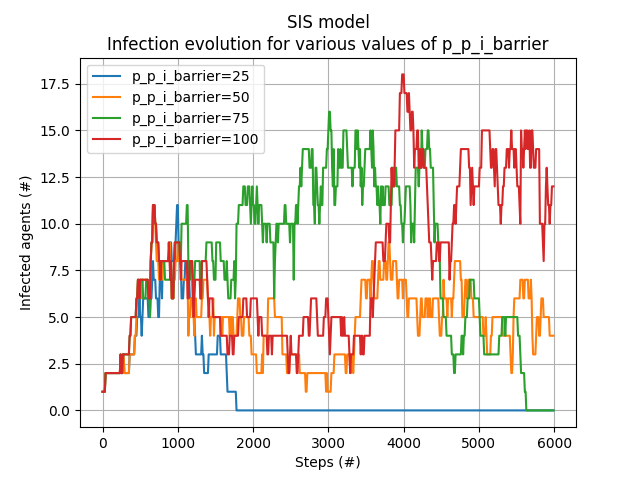 SIS model
Infection evolution for various values of p_p_i_barrier
p_p_i_barrier=25
p_p_i_barrier=50
p_p_i_barrier=75
p_p_i_barrier=100
17.5
15.0
12.5
10.0
7.5
5.0
2.5
0.0
Infected agents (#)
0 1000 2000 3000 4000 5000 6000
Steps (#)